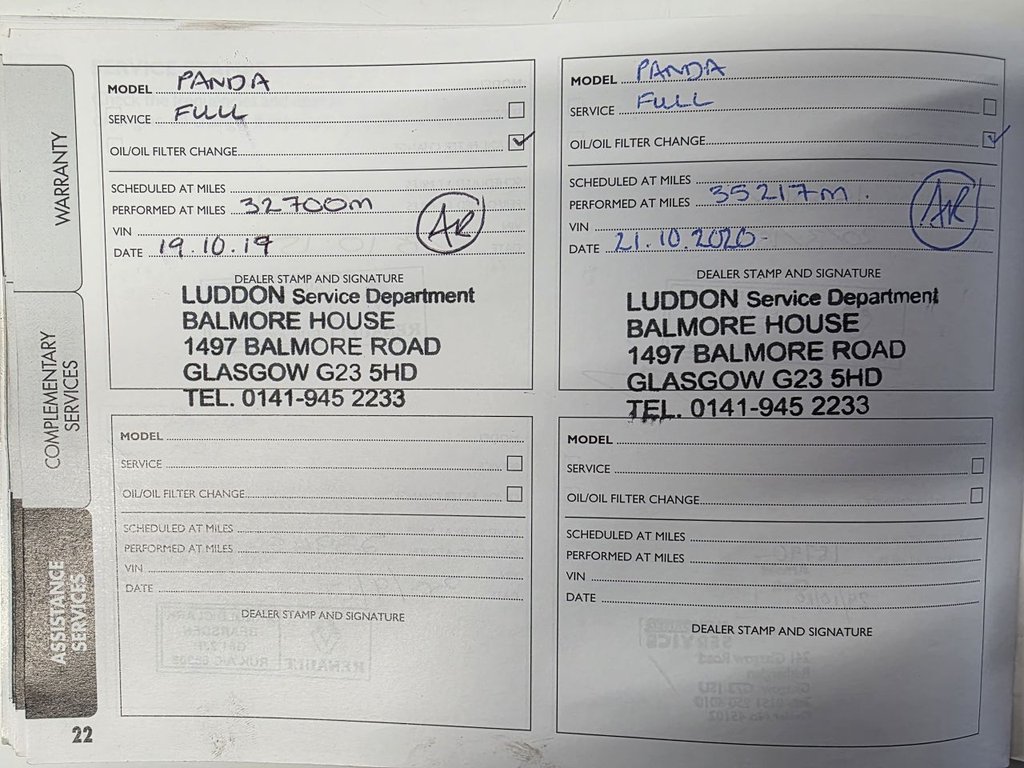 WARRANTY
COMPLEMENTARY
SERVICES
ASSISTANCE
SERVICES
22
MODEL PANDA
SERVICE FULL
OIL/OIL FILTER CHANGE
SCHEDULED AT MILES
PERFORMED AT MILES 32700m
VIN
DATE 19.10.19
AR
DEALER STAMP AND SIGNATURE
LUDDON Service Department
BALMORE HOUSE
1497 BALMORE ROAD
GLASGOW G23 5HD
TEL. 0141-945 2233
MODEL PANDA
SERVICE FULL
OIL/OIL FILTER CHANGE
SCHEDULED AT MILES
PERFORMED AT MILES 35217m.
VIN
DATE 21.10.2020
AR
DEALER STAMP AND SIGNATURE
LUDDON Service Department
BALMORE HOUSE
1497 BALMORE ROAD
GLASGOW G23 5HD
TEL. 0141-945 2233
MODEL
SERVICE
OIL/OIL FILTER CHANGE
SCHEDULED AT MILES
PERFORMED AT MILES
VIN
DATE
DEALER STAMP AND SIGNATURE
MODEL
SERVICE
OIL/OIL FILTER CHANGE
SCHEDULED AT MILES
PERFORMED AT MILES
VIN
DATE
DEALER STAMP AND SIGNATURE